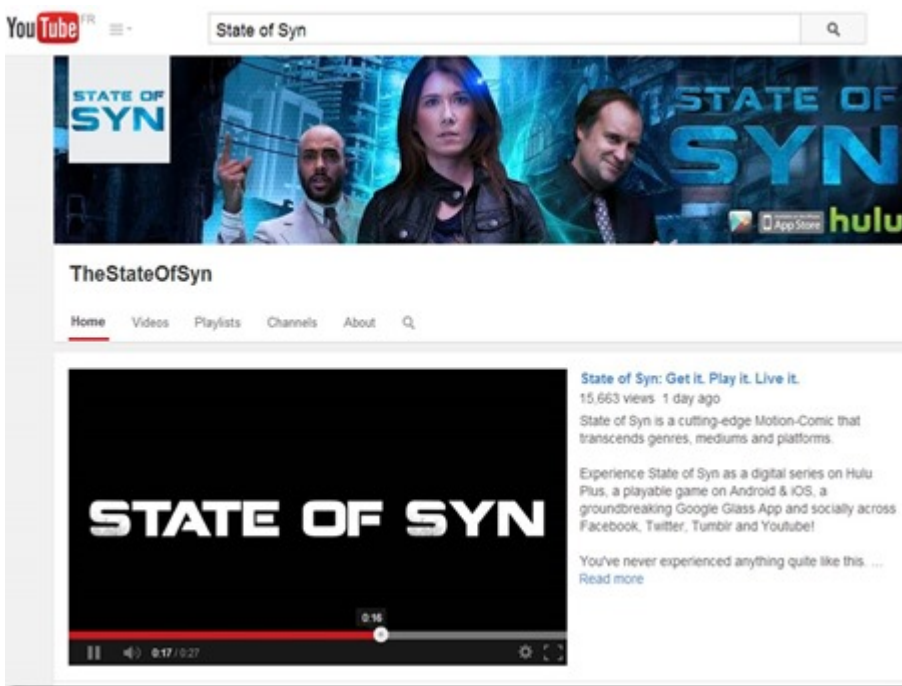 YouTube FR
State of Syn
STATE OF
SYN
STATE OF
SYN
App Store
hulu
TheStateOfSyn
Home Videos Playlists Channels About
STATE OF SYN
0:16
0:17 / 0:27
State of Syn: Get it. Play it. Live it.
15,663 views 1 day ago
State of Syn is a cutting-edge Motion-Comic that
transcends genres, mediums and platforms.
Experience State of Syn as a digital series on Hulu
Plus, a playable game on Android & iOS, a
groundbreaking Google Glass App and socially across
Facebook, Twitter, Tumblr and Youtube!
You've never experienced anything quite like this. ...
Read more